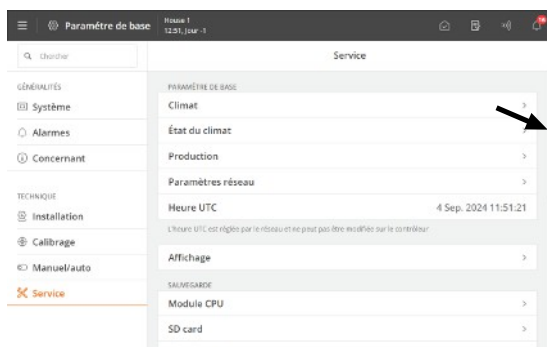 Paramétre de base
House 1
12:51, Jour -1
Chercher
Service
GÉNÉRALITÉS
Système
Alarmes
Concernant
TECHNIQUE
Installation
Calibrage
Manuel/auto
Service
PARAMÈTRE DE BASE
Climat
État du climat
Production
Paramètres réseau
Heure UTC 4 Sep. 2024 11:51:21
L'heure UTC est réglée par le réseau et ne peut pas être modifiée sur le contrôleur
Affichage
SAUVEGARDE
Module CPU
SD card